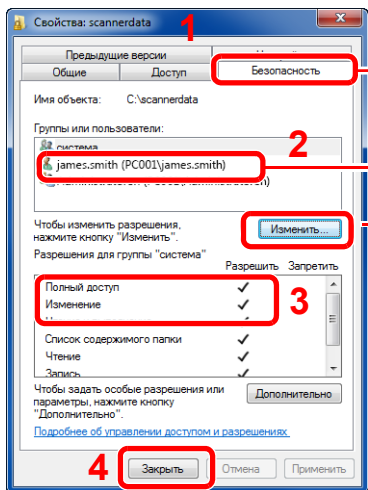 Свойства: scannerdata
1
Предыдущие версии
Общие Доступ Безопасность
Имя объекта: C:\scannerdata
Группы или пользователи:
система
2
james.smith (PC001\james.smith)
Чтобы изменить разрешения,
нажмите кнопку "Изменить".
Изменить...
Разрешения для группы "система"
Разрешить Запретить
Полный доступ
3
Изменение
Список содержимого папки
Чтение
Запись
Чтобы задать особые разрешения или
параметры, нажмите кнопку
"Дополнительно".
Дополнительно
Подробнее об управлении доступом и разрешениях
4
Закрыть Отмена Применить